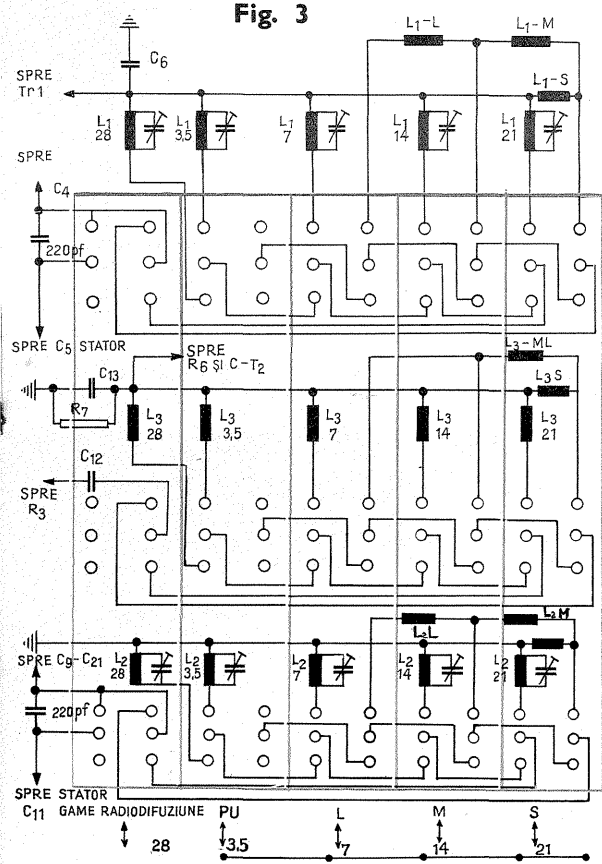 Fig. 3
L1-L
L1-M
C6
SPRE
Tr1
L1-S
L1
28
L1
3,5
L1
7
L1
14
L1
21
SPRE
C4
220pf
SPRE C5 STATOR
SPRE
R6 ŞI C-T2
L3-ML
C13
L3S
R7
L3
28
L3
3,5
L3
7
L3
14
L3
21
C12
SPRE
R3
L2L
L2M
SPRE C9-C21
L2
28
L2
3,5
L2
7
L2
14
L2
21
220pf
SPRE STATOR
C11
GAME RADIODIFUZIUNE PU L M S
28 3,5 7 14 21